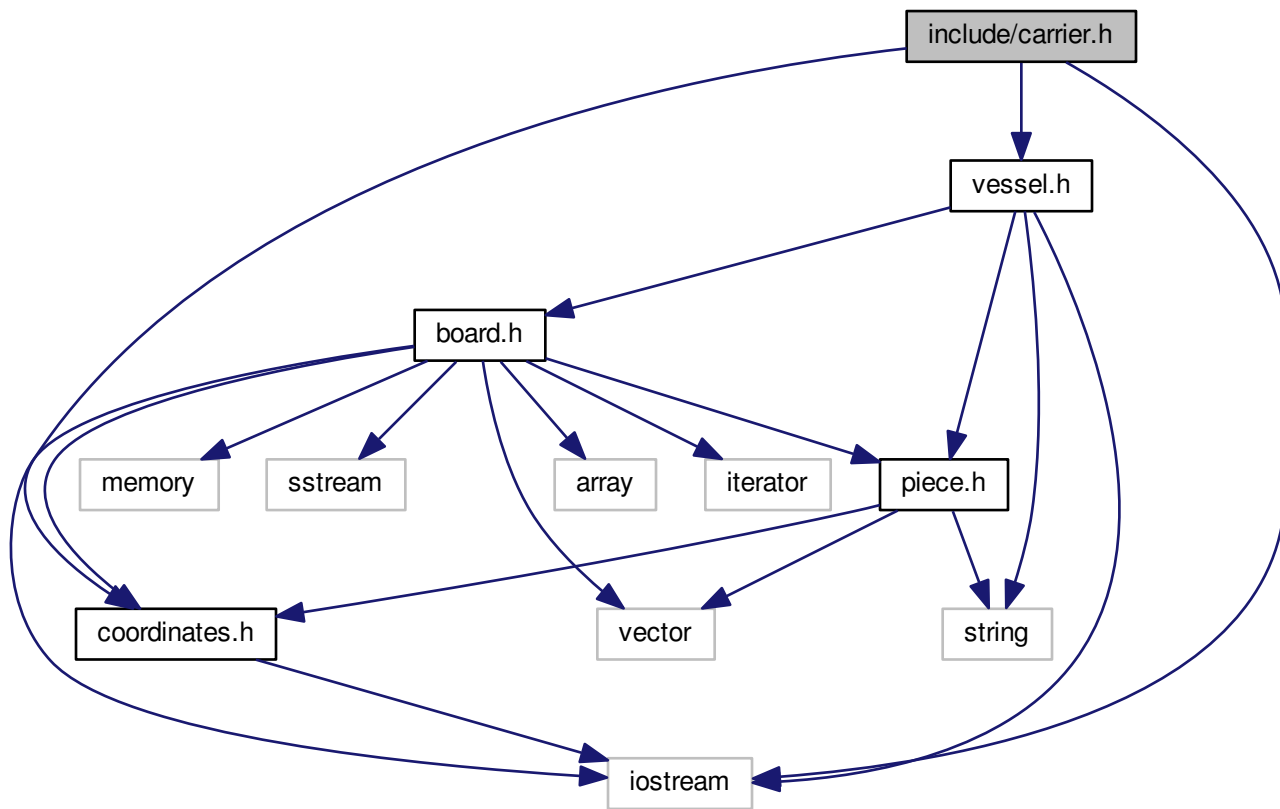 include/carrier.h
vessel.h
board.h
memory
sstream
array
iterator
piece.h
coordinates.h
vector
string
iostream